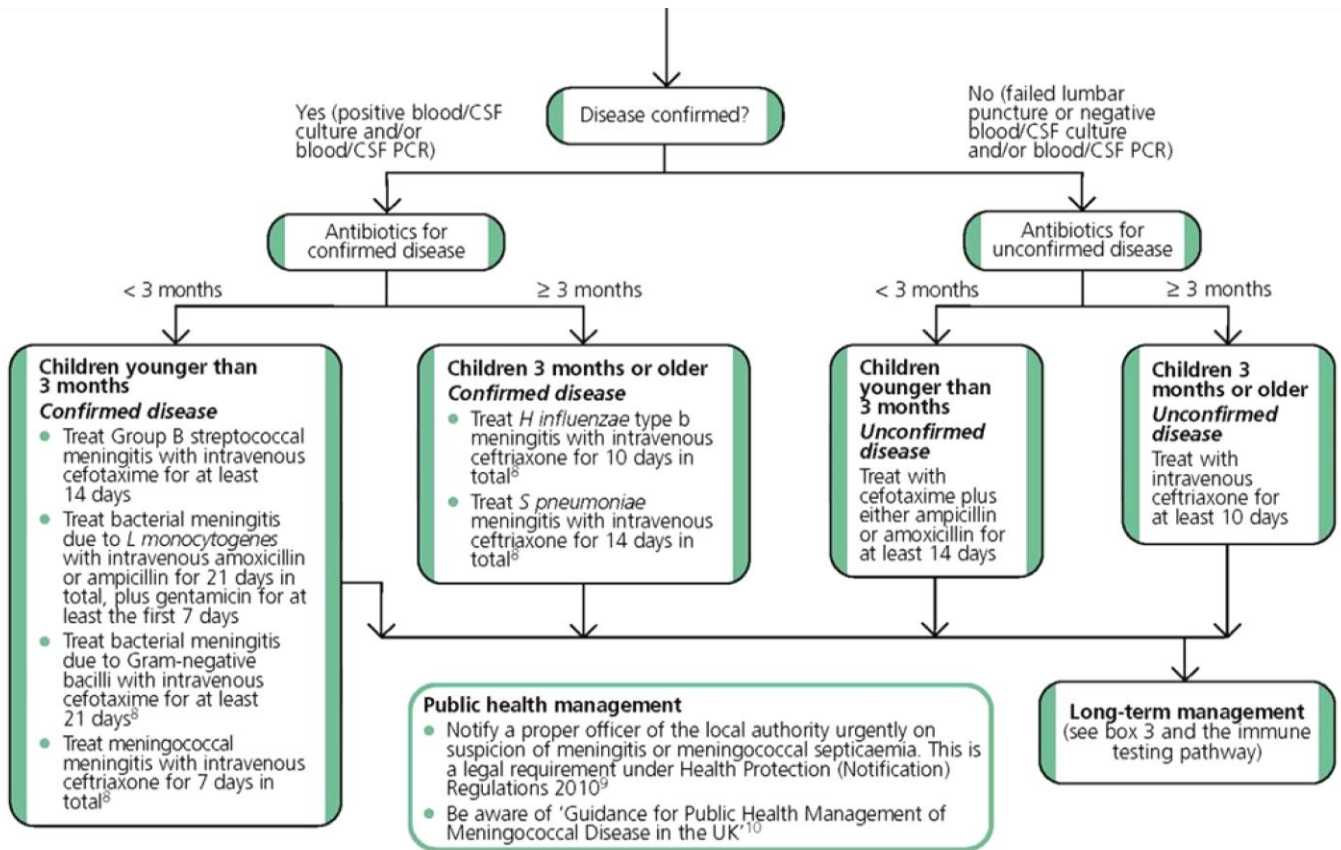 Disease confirmed?
Yes (positive blood/CSF
culture and/or
blood/CSF PCR)
No (failed lumbar
puncture or negative
blood/CSF culture
and/or blood/CSF PCR)
Antibiotics for
confirmed disease
Antibiotics for
unconfirmed disease
< 3 months
≥ 3 months
< 3 months
≥ 3 months
Children younger than
3 months
Confirmed disease
● Treat Group B streptococcal
meningitis with intravenous
cefotaxime for at least
14 days
● Treat bacterial meningitis
due to L monocytogenes
with intravenous amoxicillin
or ampicillin for 21 days in
total, plus gentamicin for at
least the first 7 days
● Treat bacterial meningitis
due to Gram-negative
bacilli with intravenous
cefotaxime for at least
21 days⁸
● Treat meningococcal
meningitis with intravenous
ceftriaxone for 7 days in
total⁸
Children 3 months or older
Confirmed disease
● Treat H influenzae type b
meningitis with intravenous
ceftriaxone for 10 days in
total⁸
● Treat S pneumoniae
meningitis with intravenous
ceftriaxone for 14 days in
total⁸
Children
younger than
3 months
Unconfirmed
disease
Treat with
cefotaxime plus
either ampicillin
or amoxicillin for
at least 14 days
Children 3
months or older
Unconfirmed
disease
Treat with
intravenous
ceftriaxone for
at least 10 days
Public health management
● Notify a proper officer of the local authority urgently on
suspicion of meningitis or meningococcal septicaemia. This is
a legal requirement under Health Protection (Notification)
Regulations 2010⁹
● Be aware of ‘Guidance for Public Health Management of
Meningococcal Disease in the UK’¹⁰
Long-term management
(see box 3 and the immune
testing pathway)